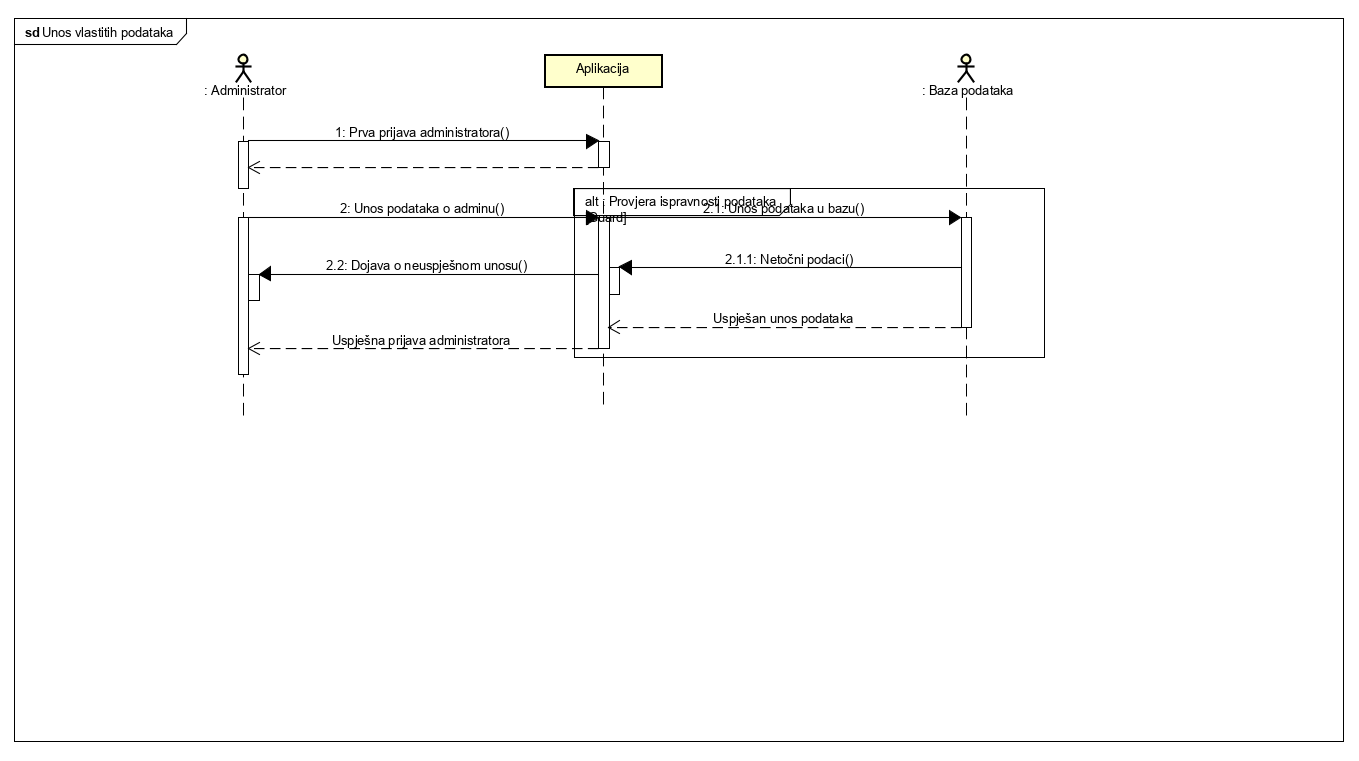 sd Unos vlastitih podataka
: Administrator
Aplikacija
: Baza podataka
1: Prva prijava administratora()
alt : Provjera ispravnosti podataka
2: Unos podataka o adminu()
2.1: Unos podataka u bazu()
[Guard]
2.1.1: Netočni podaci()
2.2: Dojava o neuspješnom unosu()
Uspješan unos podataka
Uspješna prijava administratora